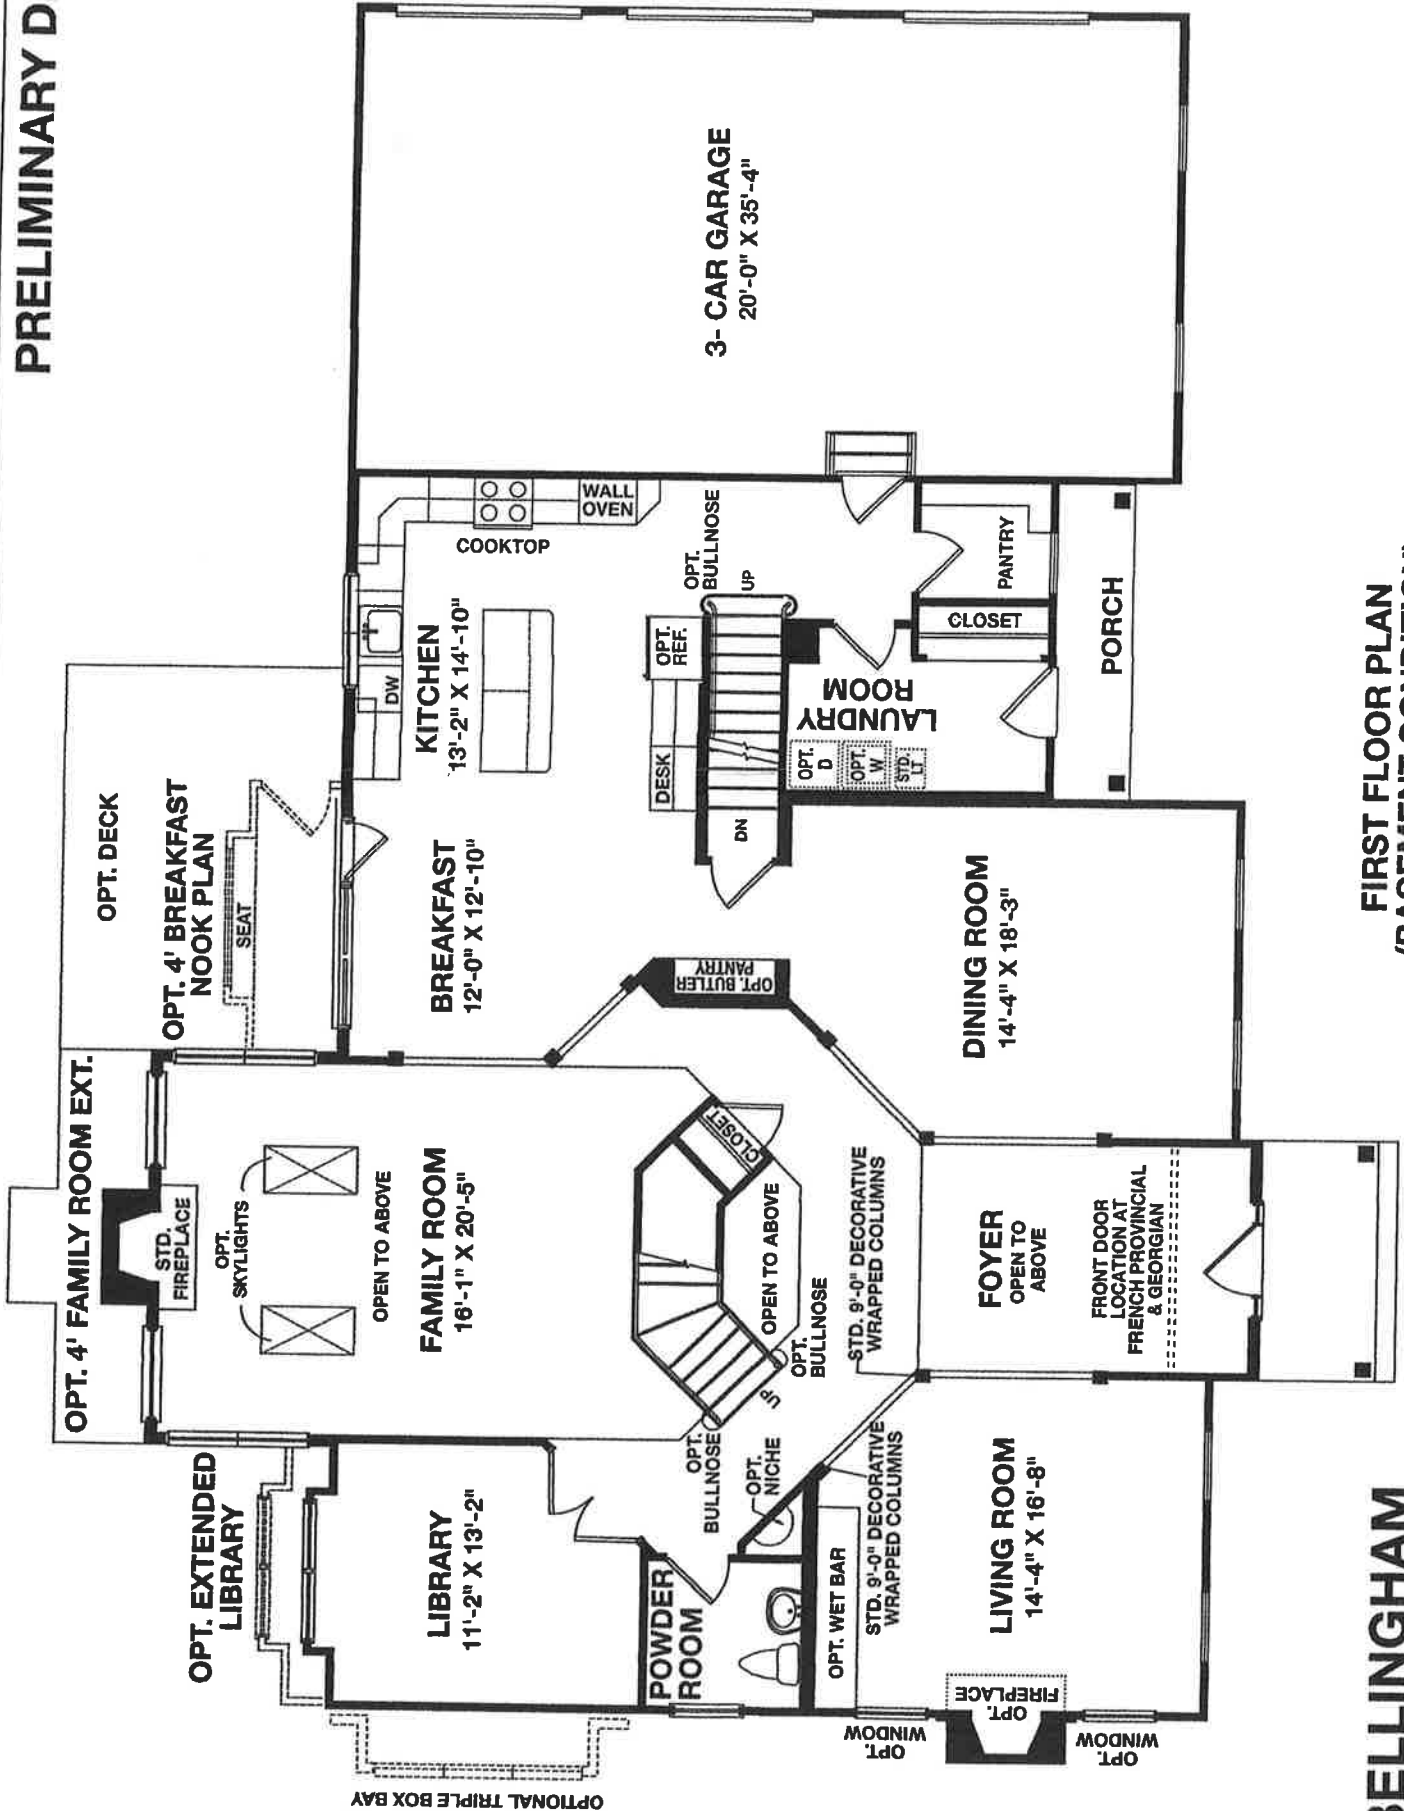 PRELIMINARY D
3- CAR GARAGE
20'-0" X 35'-4"
OPT. DECK
OPT. 4' BREAKFAST
NOOK PLAN
SEAT
KITCHEN
13'-2" X 14'-10"
DW
COOKTOP
WALL
OVEN
OPT.
REF.
DESK
OPT.
BULLNOSE
UP
DN
BREAKFAST
12'-0" X 12'-10"
LAUNDRY
ROOM
OPT.
D
OPT.
W
STD.
LT
PANTRY
CLOSET
PORCH
OPT. BUTLER
PANTRY
DINING ROOM
14'-4" X 18'-3"
OPT. 4' FAMILY ROOM EXT.
STD.
FIREPLACE
OPT.
SKYLIGHTS
OPEN TO ABOVE
FAMILY ROOM
16'-1" X 20'-5"
CLOSET
OPEN TO ABOVE
UP
OPT.
BULLNOSE
OPT.
BULLNOSE
STD. 9'-0" DECORATIVE
WRAPPED COLUMNS
FOYER
OPEN TO
ABOVE
FRONT DOOR
LOCATION AT
FRENCH PROVINCIAL
& GEORGIAN
OPT. EXTENDED
LIBRARY
LIBRARY
11'-2" X 13'-2"
OPTIONAL TRIPLE BOX BAY
POWDER
ROOM
OPT.
NICHE
OPT. WET BAR
STD. 9'-0" DECORATIVE
WRAPPED COLUMNS
LIVING ROOM
14'-4" X 16'-8"
OPT.
FIREPLACE
OPT.
WINDOW
OPT.
WINDOW
FIRST FLOOR PLAN
BELLINGHAM